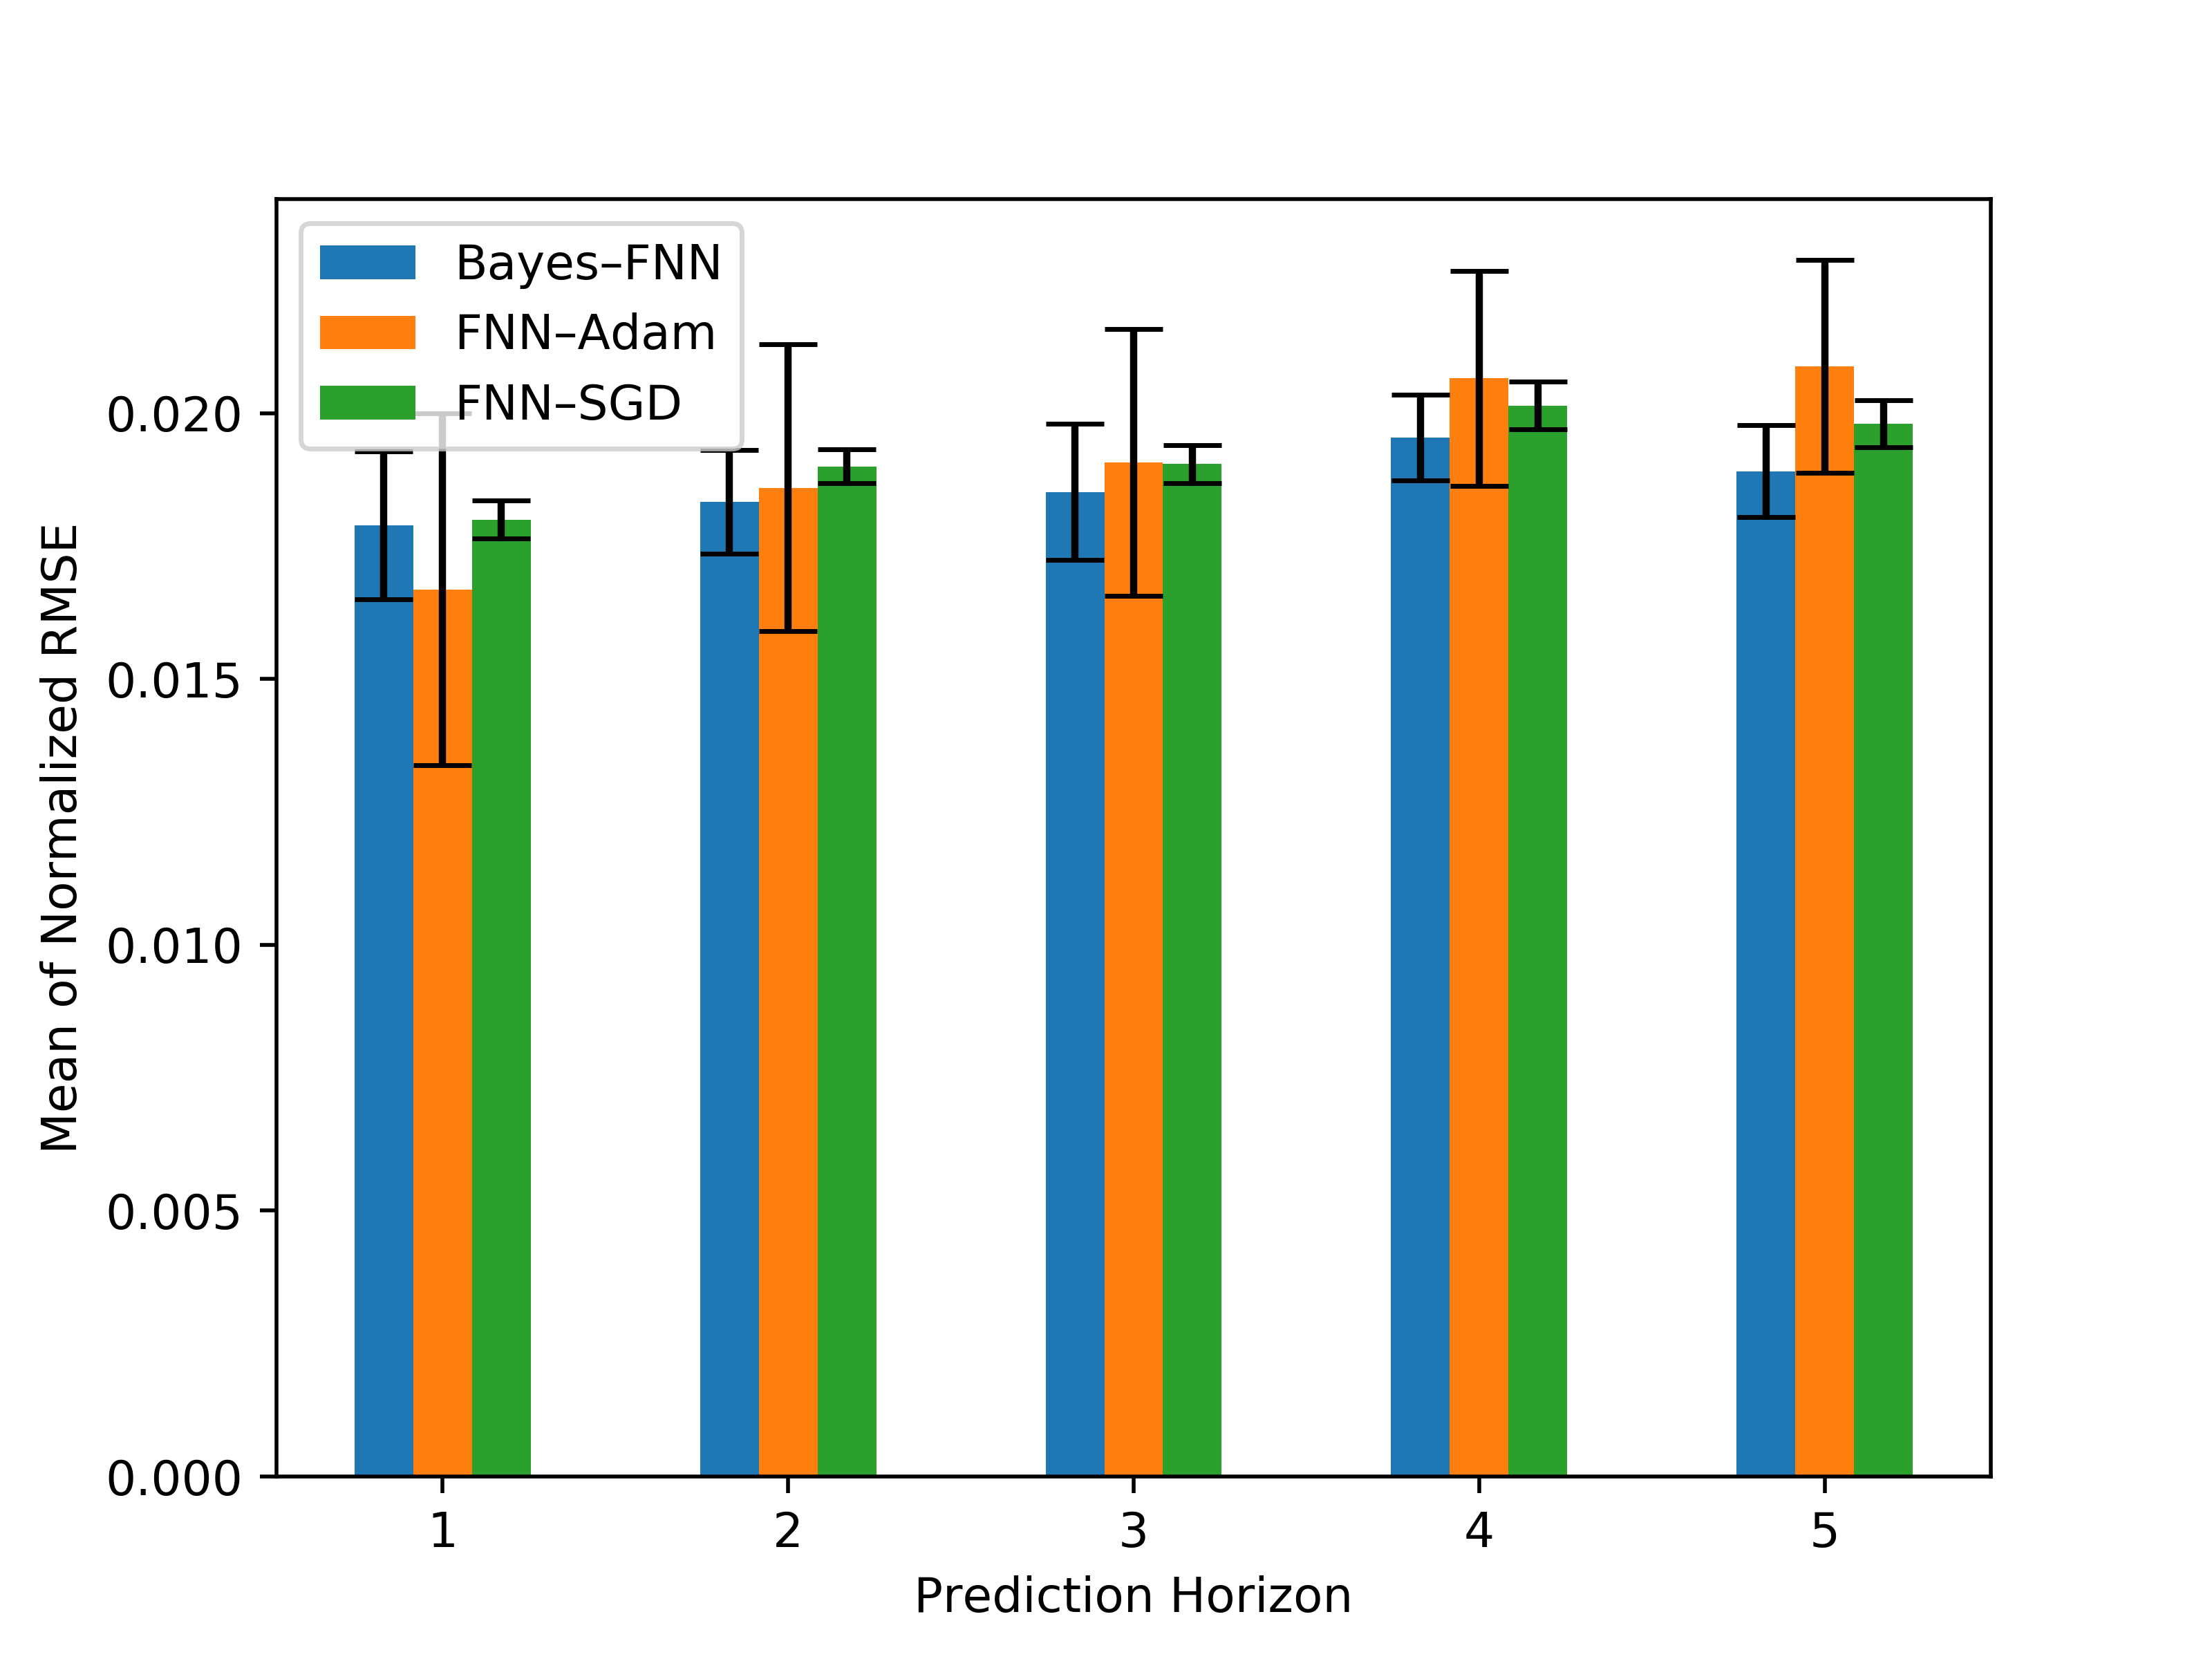 Bayes–FNN
FNN–Adam
FNN–SGD
0.020
0.015
0.010
0.005
0.000
Mean of Normalized RMSE
1 2 3 4 5
Prediction Horizon